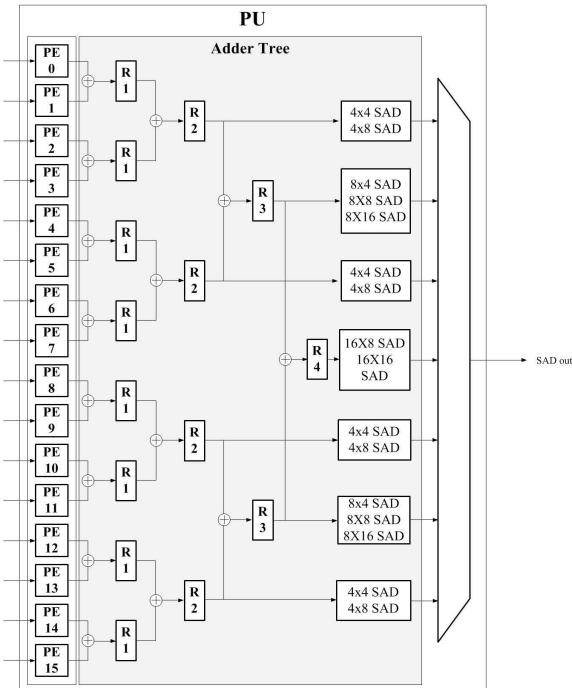 PU
Adder Tree
PE
0
PE
1
PE
2
PE
3
PE
4
PE
5
PE
6
PE
7
PE
8
PE
9
PE
10
PE
11
PE
12
PE
13
PE
14
PE
15
R
1
R
1
R
1
R
1
R
1
R
1
R
1
R
1
R
2
R
2
R
2
R
2
R
3
R
3
R
4
4x4 SAD
4x8 SAD
8x4 SAD
8X8 SAD
8X16 SAD
4x4 SAD
4x8 SAD
16X8 SAD
16X16
SAD
4x4 SAD
4x8 SAD
8x4 SAD
8X8 SAD
8X16 SAD
4x4 SAD
4x8 SAD
SAD out